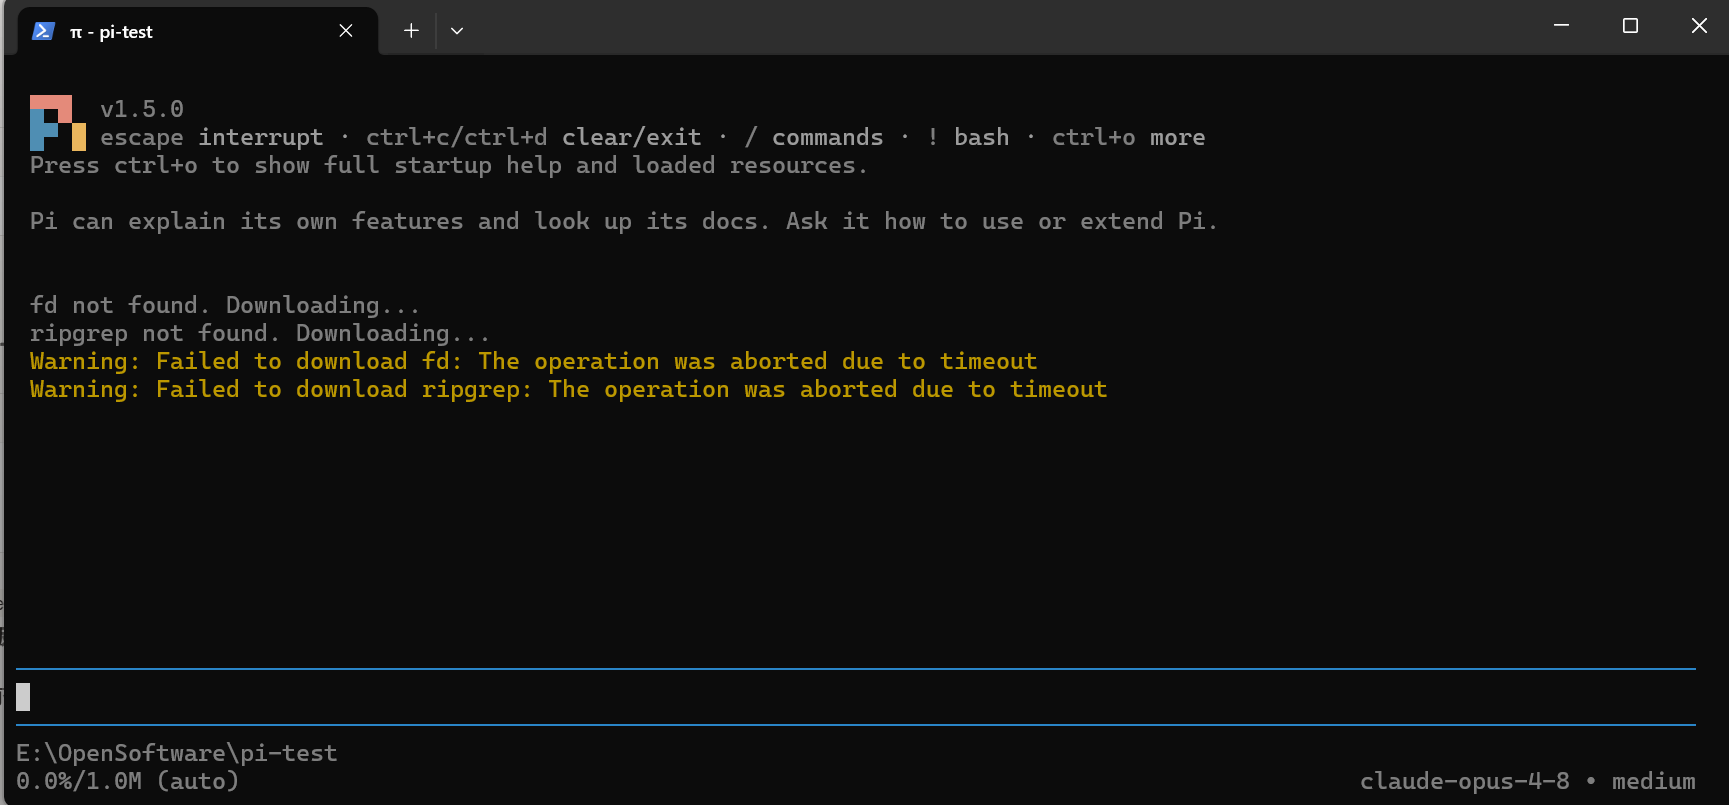 π - pi-test
v1.5.0
escape interrupt · ctrl+c/ctrl+d clear/exit · / commands · ! bash · ctrl+o more
Press ctrl+o to show full startup help and loaded resources.
Pi can explain its own features and look up its docs. Ask it how to use or extend Pi.
fd not found. Downloading...
ripgrep not found. Downloading...
Warning: Failed to download fd: The operation was aborted due to timeout
Warning: Failed to download ripgrep: The operation was aborted due to timeout
E:\OpenSoftware\pi-test
0.0%/1.0M (auto)
claude-opus-4-8 • medium